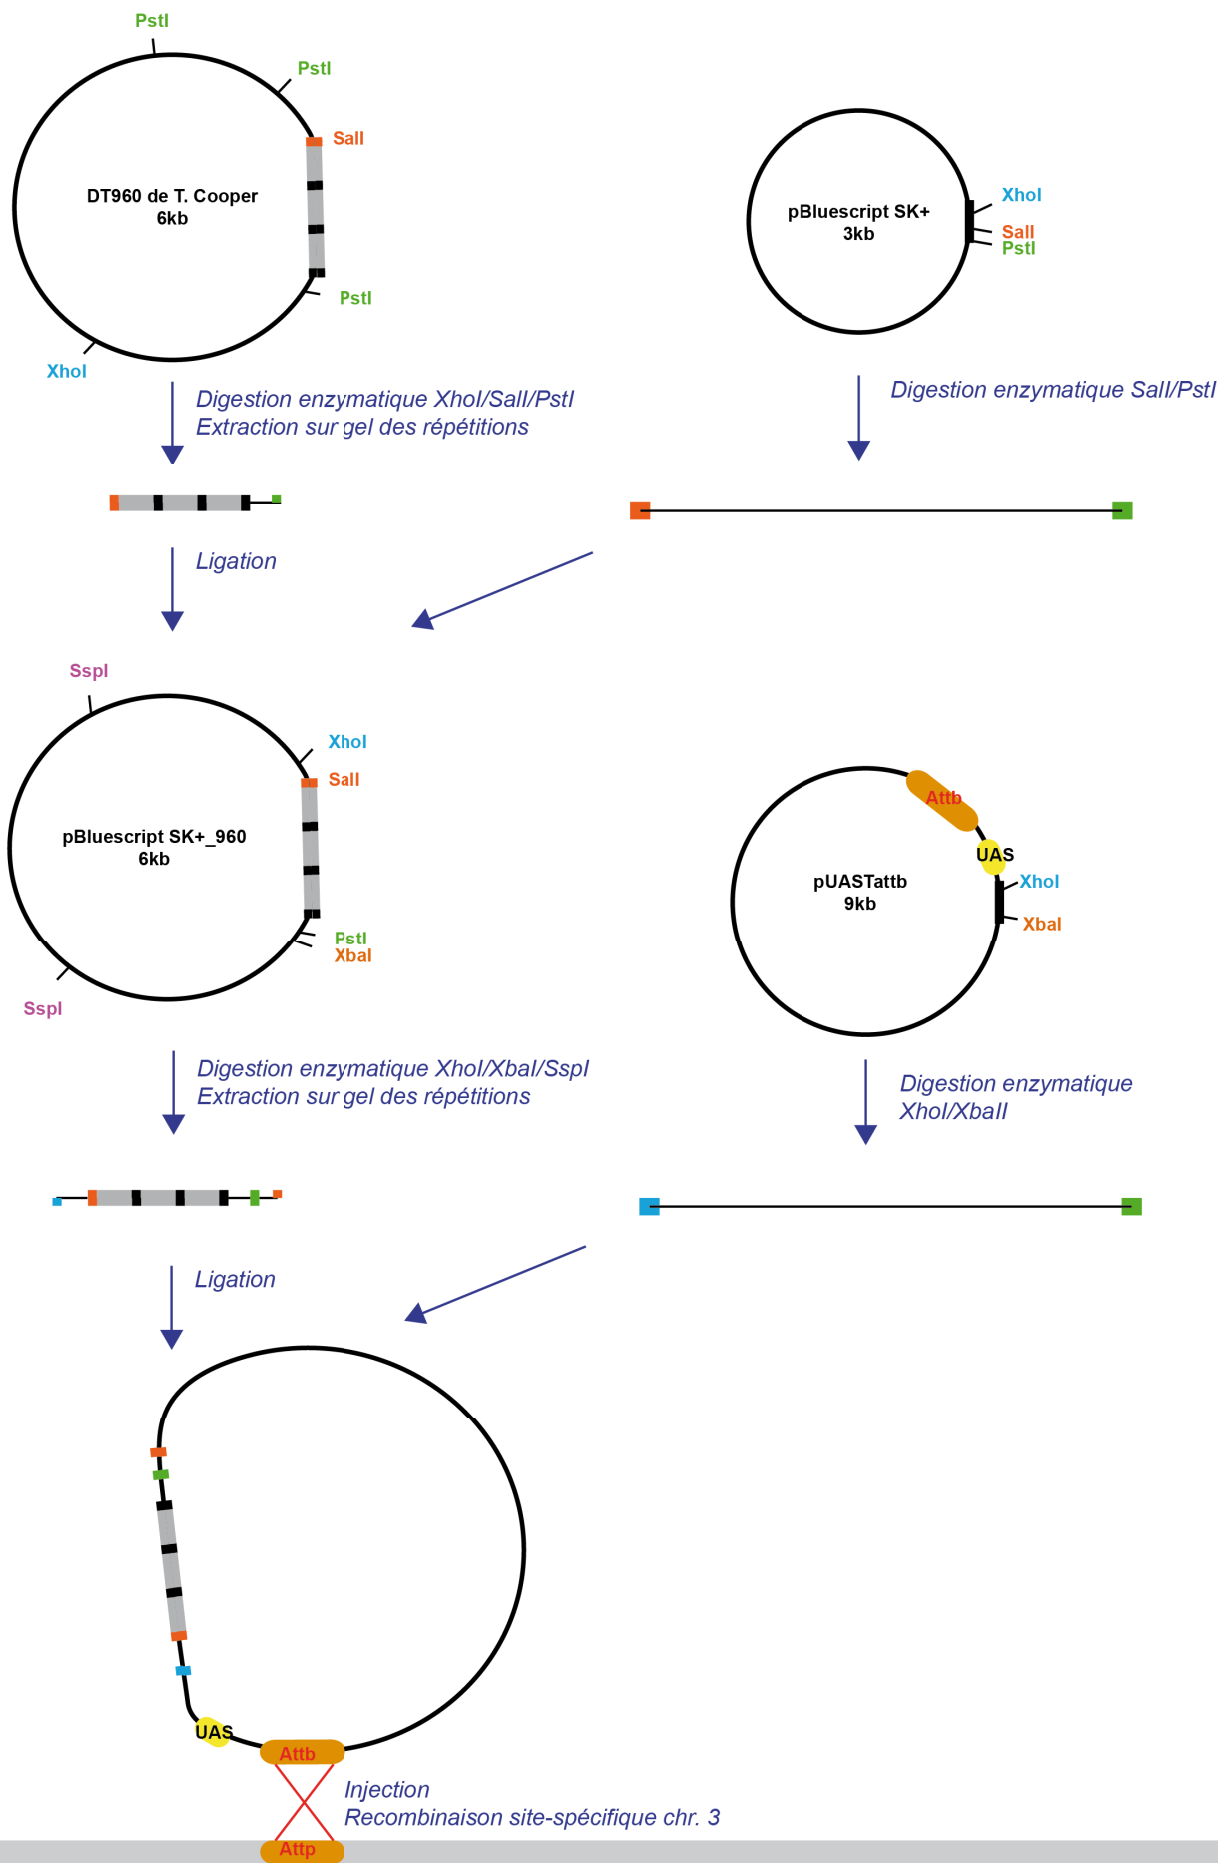 PstI
PstI
SalI
DT960 de T. Cooper
6kb
PstI
XhoI
pBluescript SK+
3kb
XhoI
SalI
PstI
Digestion enzymatique XhoI/SalI/PstI
Extraction sur gel des répétitions
Digestion enzymatique SalI/PstI
Ligation
SspI
XhoI
SalI
pBluescript SK+_960
6kb
PstI
XbaI
SspI
Attb
UAS
pUASTattb
9kb
XhoI
XbaI
Digestion enzymatique XhoI/XbaI/SspI
Extraction sur gel des répétitions
Digestion enzymatique
XhoI/XbaII
Ligation
UAS
Attb
Injection
Recombinaison site-spécifique chr. 3
Attp